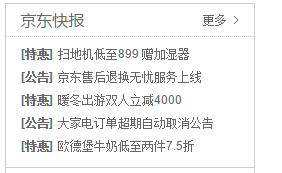 京东快报 更多 >
[特惠] 扫地机低至899 赠加湿器
[公告] 京东售后退换无忧服务上线
[特惠] 暖冬出游双人立减4000
[公告] 大家电订单超期自动取消公告
[特惠] 欧德堡牛奶低至两件7.5折